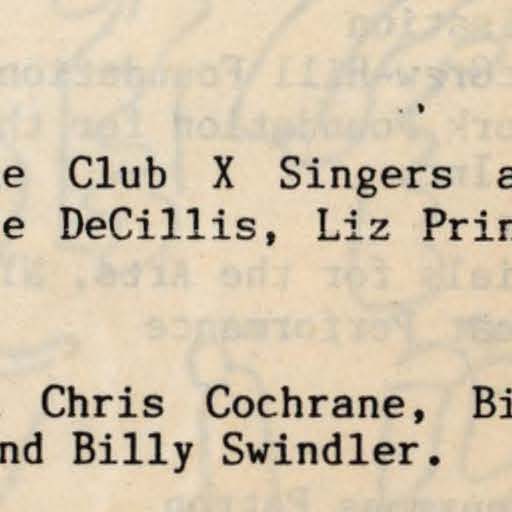 e Club X Singers a
e DeCillis, Liz Prin
Chris Cochrane, Bi
nd Billy Swindler.